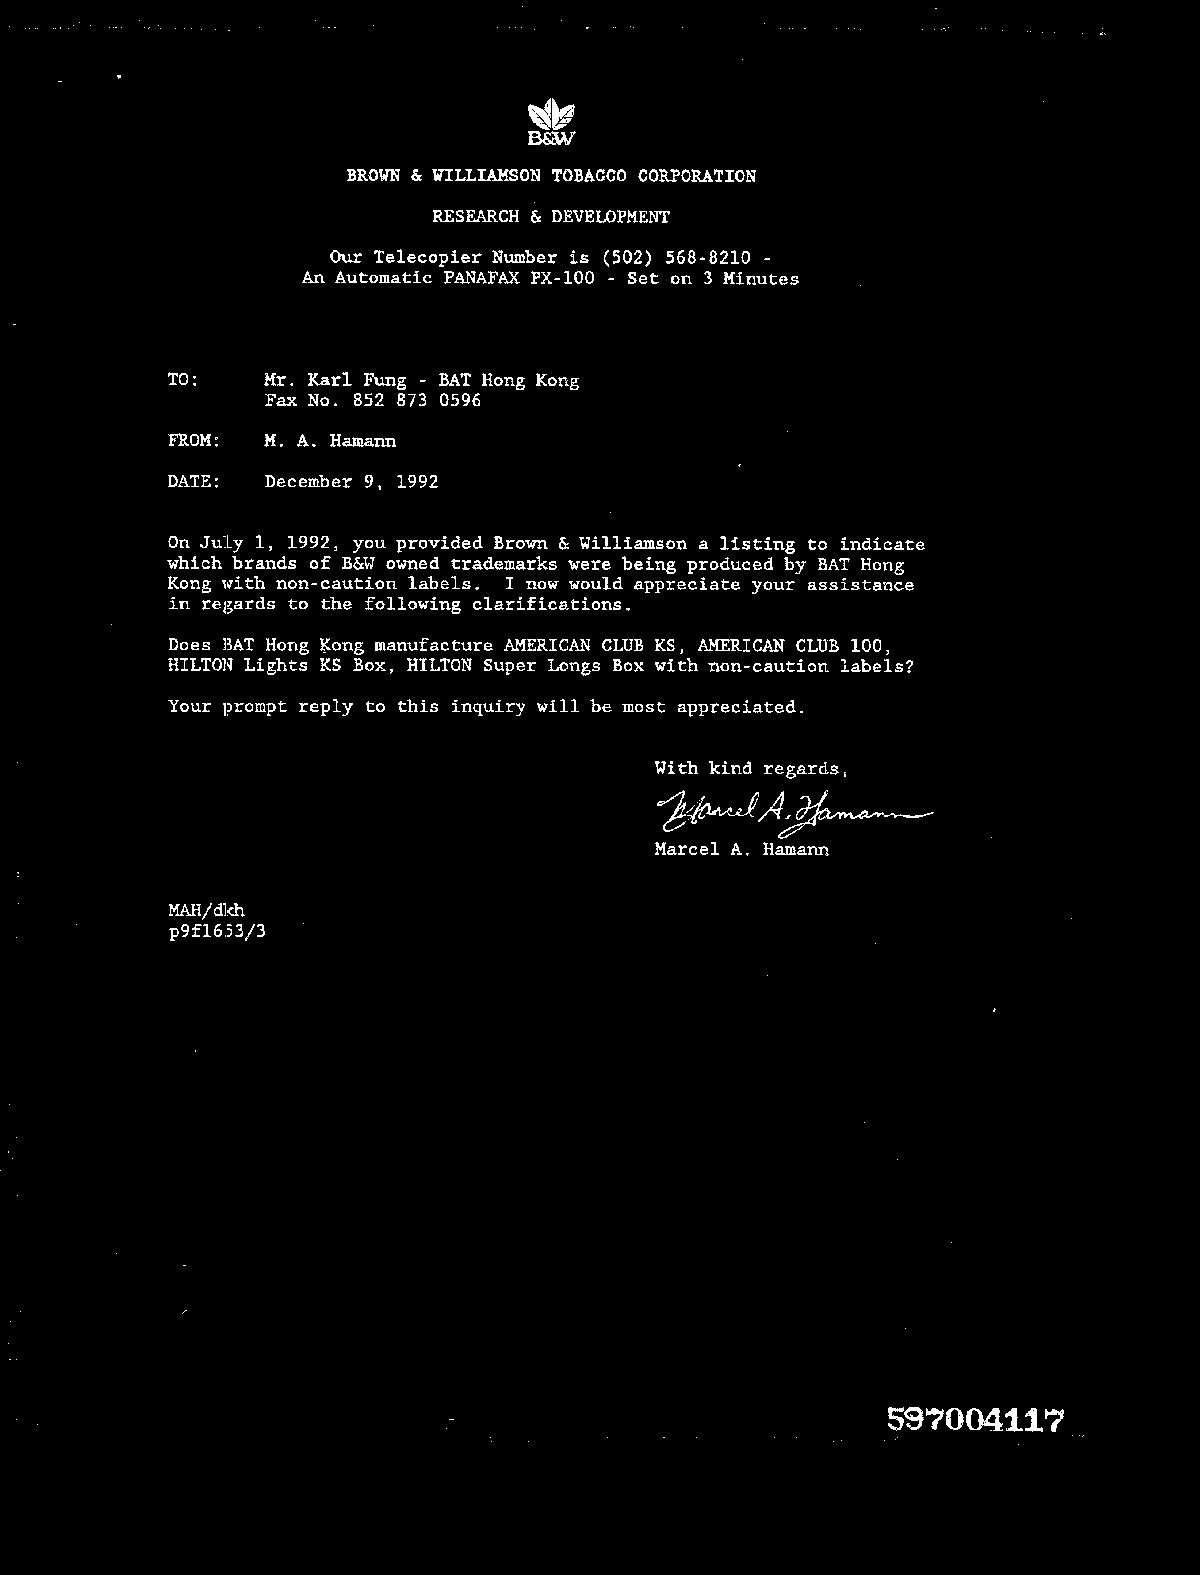 B&W
BROWN & WILLIAMSON TOBACCO CORPORATION
RESEARCH & DEVELOPMENT
Our Telecopier Number is (502) 568-8210 -
An Automatic PANAFAX PX-100 - Set on 3 Minutes
TO: Mr. Karl Fung - BAT Hong Kong
Fax No. 852 873 0596
FROM: M. A. Hamann
DATE: December 9, 1992
On July 1, 1992, you provided Brown & Williamson a listing to indicate
which brands of B&W owned trademarks were being produced by BAT Hong
Kong with non-caution labels. I now would appreciate your assistance
in regards to the following clarifications.
Does BAT Hong Kong manufacture AMERICAN CLUB KS, AMERICAN CLUB 100,
HILTON Lights KS Box, HILTON Super Longs Box with non-caution labels?
Your prompt reply to this inquiry will be most appreciated.
With kind regards,
Marcel A. Hamann
Marcel A. Hamann
MAH/dkh
p9f1653/3
597004117